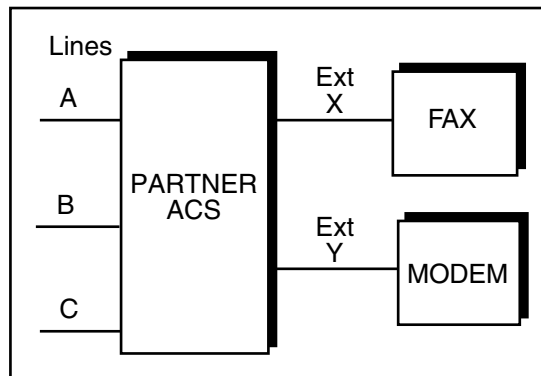 Lines
A
B
C
PARTNER
ACS
Ext
X
FAX
Ext
Y
MODEM